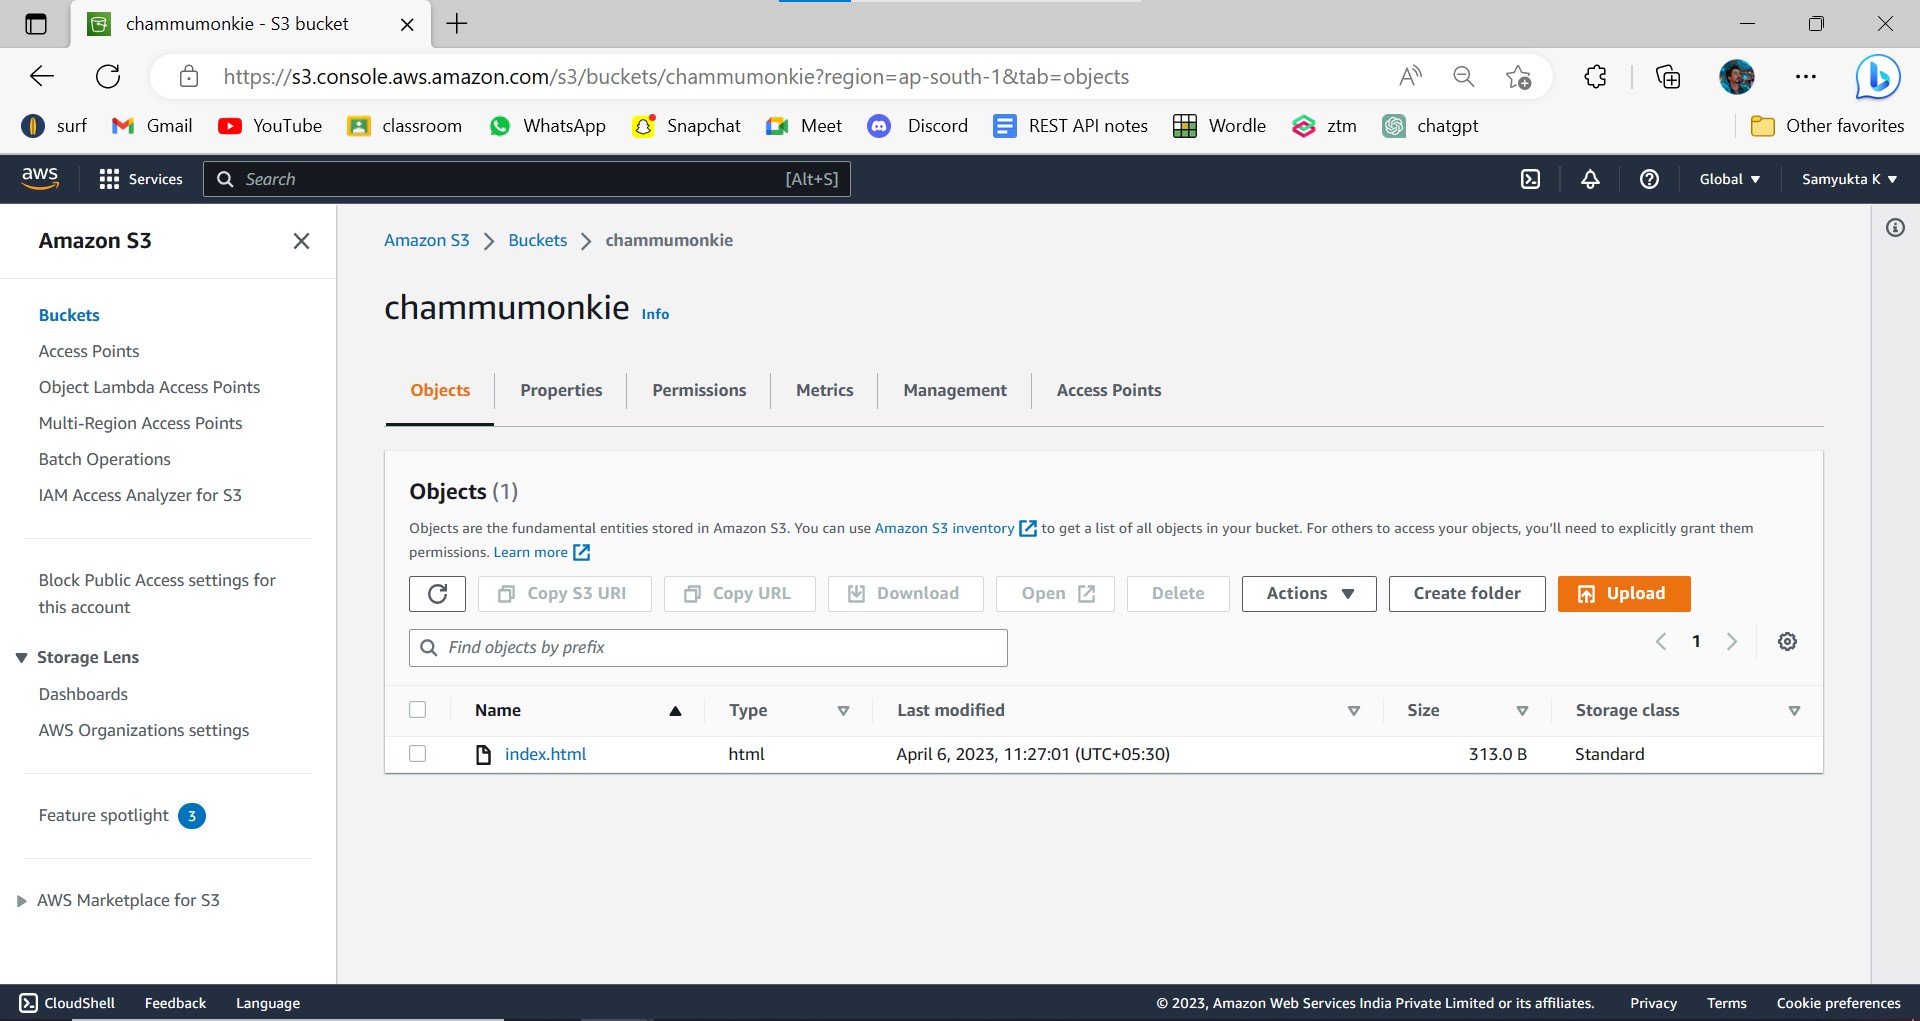 chammumonkie - S3 bucket
https://s3.console.aws.amazon.com/s3/buckets/chammumonkie?region=ap-south-1&tab=objects
surf Gmail YouTube classroom WhatsApp Snapchat Meet Discord REST API notes Wordle ztm chatgpt Other favorites
aws Services Search [Alt+S] Global Samyukta K
Amazon S3
Buckets
Access Points
Object Lambda Access Points
Multi-Region Access Points
Batch Operations
IAM Access Analyzer for S3
Block Public Access settings for
this account
Storage Lens
Dashboards
AWS Organizations settings
Feature spotlight 3
AWS Marketplace for S3
Amazon S3 Buckets chammumonkie
chammumonkie Info
Objects Properties Permissions Metrics Management Access Points
Objects (1)
Objects are the fundamental entities stored in Amazon S3. You can use Amazon S3 inventory to get a list of all objects in your bucket. For others to access your objects, you'll need to explicitly grant them
permissions. Learn more
Copy S3 URI Copy URL Download Open Delete Actions Create folder Upload
Find objects by prefix 1
Name Type Last modified Size Storage class
index.html html April 6, 2023, 11:27:01 (UTC+05:30) 313.0 B Standard
CloudShell Feedback Language © 2023, Amazon Web Services India Private Limited or its affiliates. Privacy Terms Cookie preferences